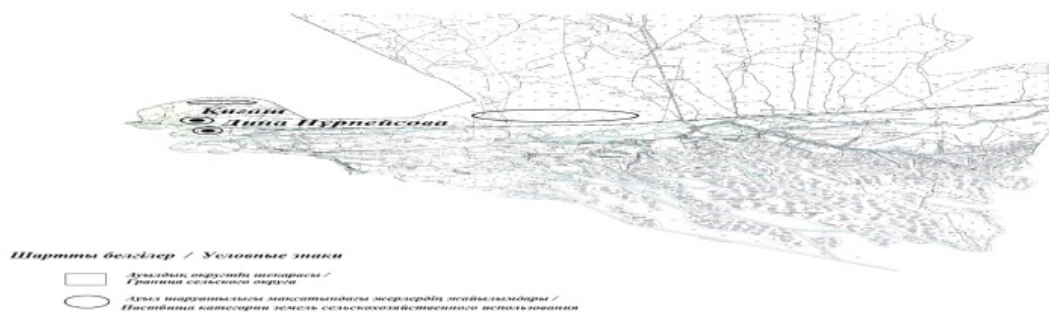 Қиғаш
Дина Нурпейсова
Шартты белгілер / Условные знаки
Ауылдық округтің шекарасы /
Граница сельского округа
Ауыл шаруашылығы мақсатындағы жерлердің жайылымдары /
Пастбища категории земель сельскохозяйственного использования